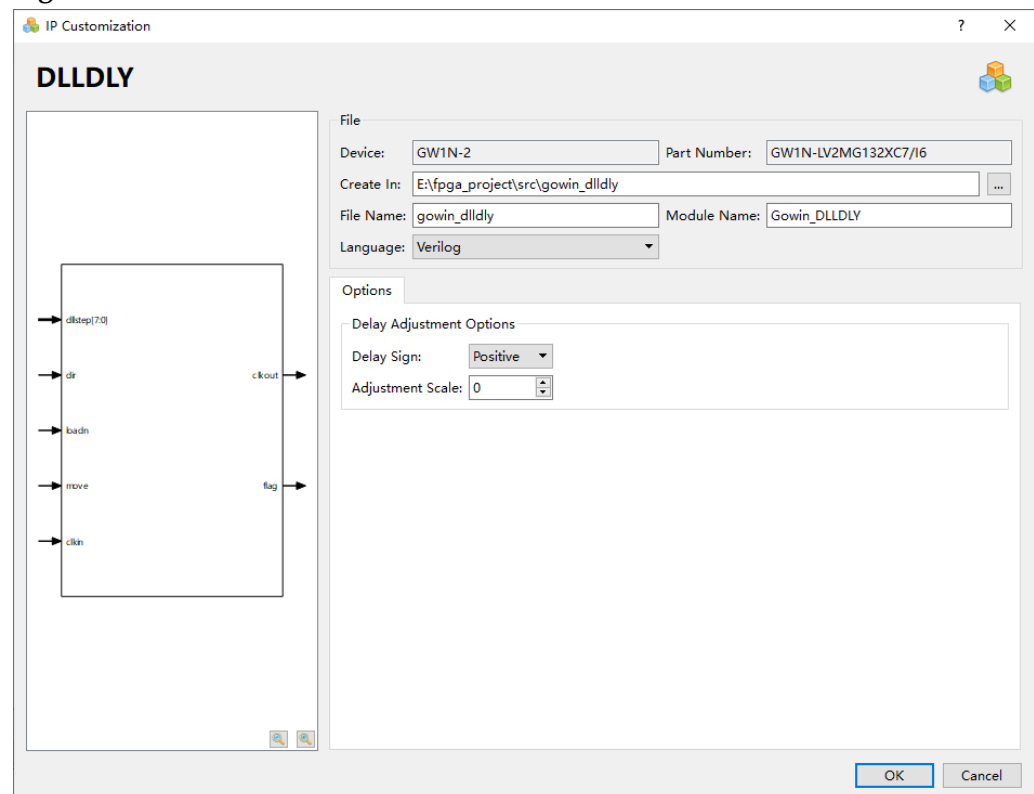 IP Customization ? ×
DLLDLY
File
Device: GW1N-2 Part Number: GW1N-LV2MG132XC7/I6
Create In: E:\fpga_project\src\gowin_dlldly ...
File Name: gowin_dlldly Module Name: Gowin_DLLDLY
Language: Verilog
Options
Delay Adjustment Options
Delay Sign: Positive
Adjustment Scale: 0
dllstep[7:0]
dir
clkout
loadn
move
flag
clkin
OK Cancel